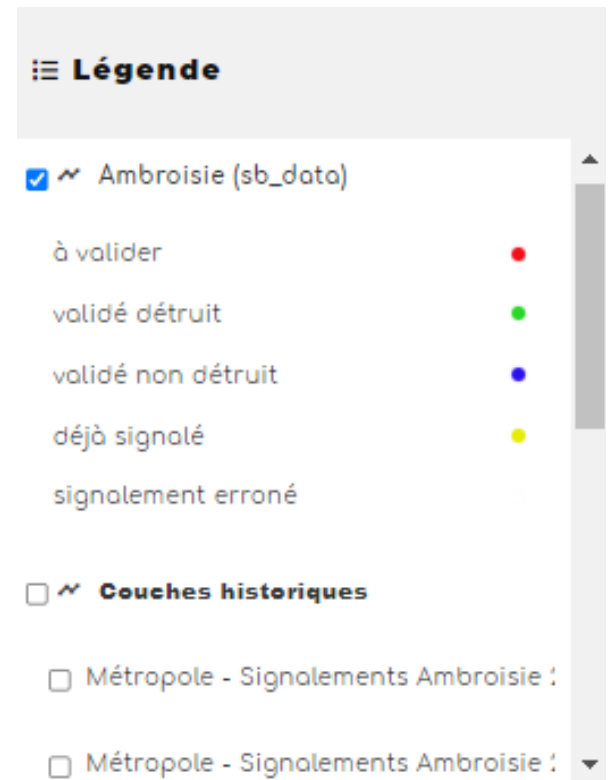 Légende
Ambroisie (sb_data)
à valider
validé détruit
validé non détruit
déjà signalé
signalement erroné
Couches historiques
Métropole - Signalements Ambroisie
Métropole - Signalements Ambroisie